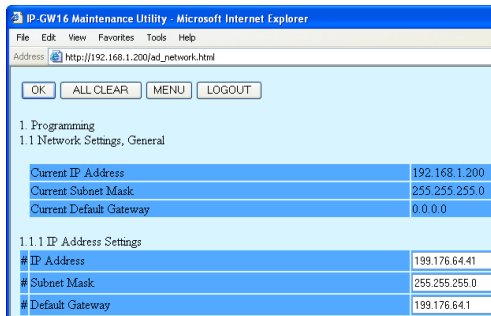 IP-GW16 Maintenance Utility - Microsoft Internet Explorer
File Edit View Favorites Tools Help
Address http://192.168.1.200/ad_network.html
OK ALL CLEAR MENU LOGOUT
1. Programming
1.1 Network Settings, General
Current IP Address 192.168.1.200
Current Subnet Mask 255.255.255.0
Current Default Gateway 0.0.0.0
1.1.1 IP Address Settings
# IP Address 199.176.64.41
# Subnet Mask 255.255.255.0
# Default Gateway 199.176.64.1